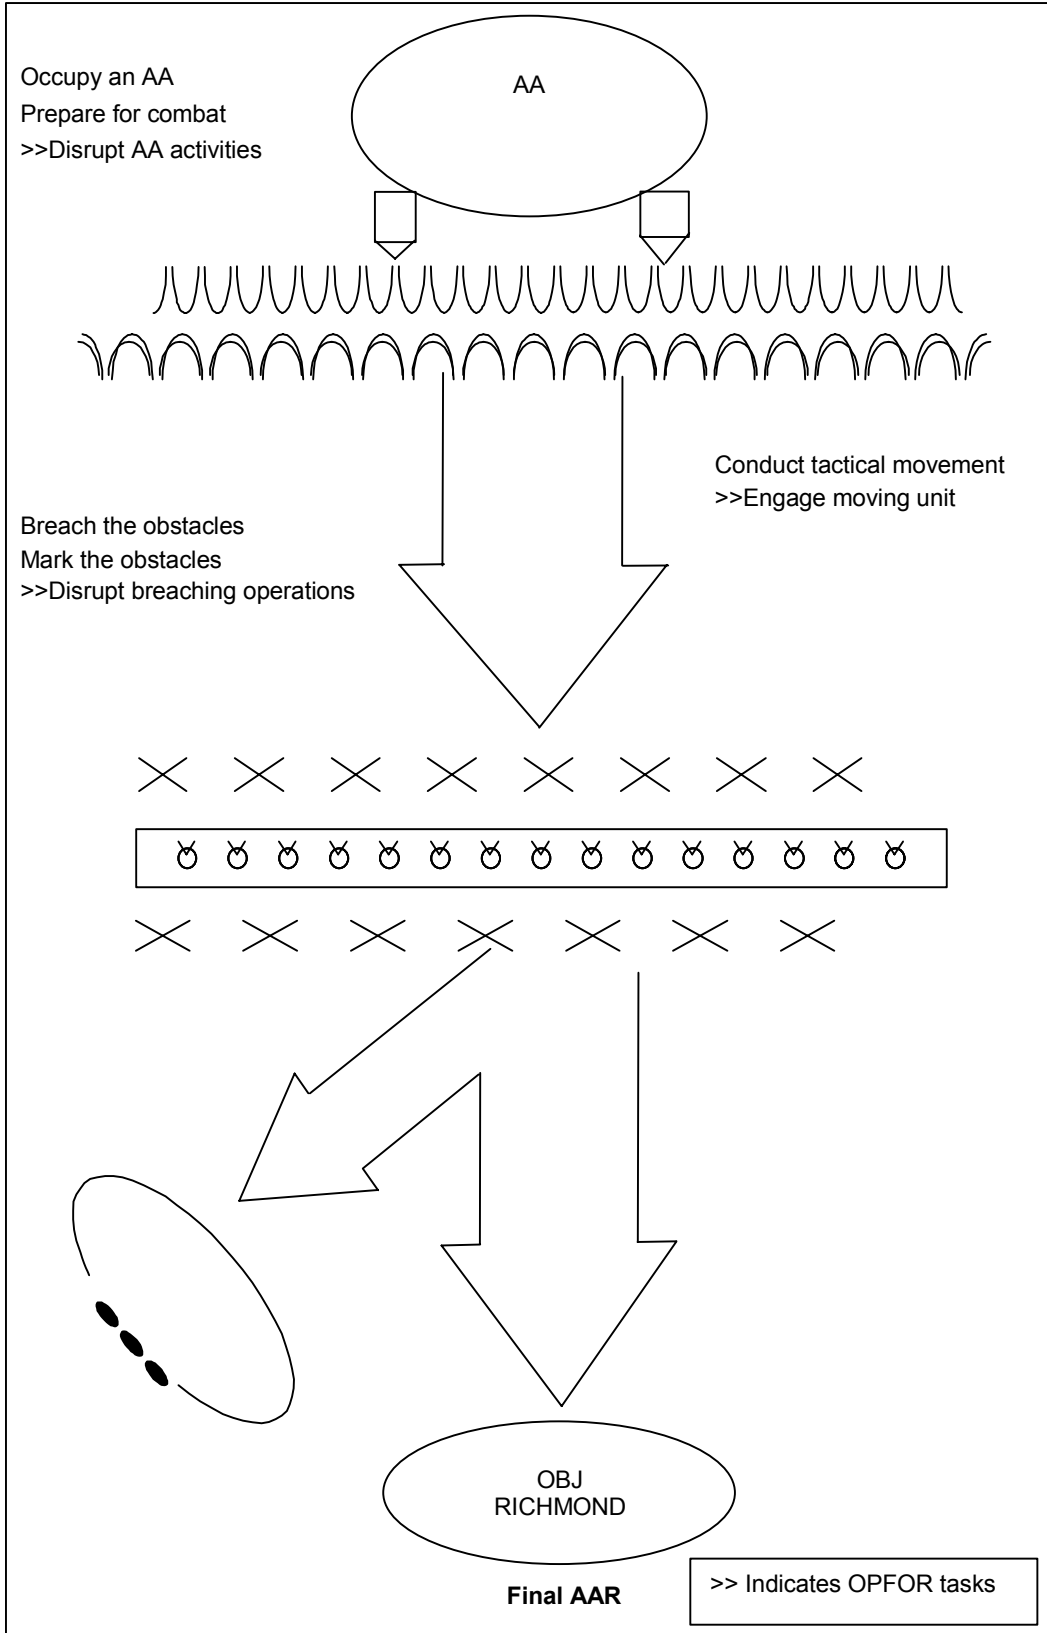 Occupy an AA
Prepare for combat
>>Disrupt AA activities
AA
Conduct tactical movement
>>Engage moving unit
Breach the obstacles
Mark the obstacles
>>Disrupt breaching operations
OBJ
RICHMOND
Final AAR
>> Indicates OPFOR tasks